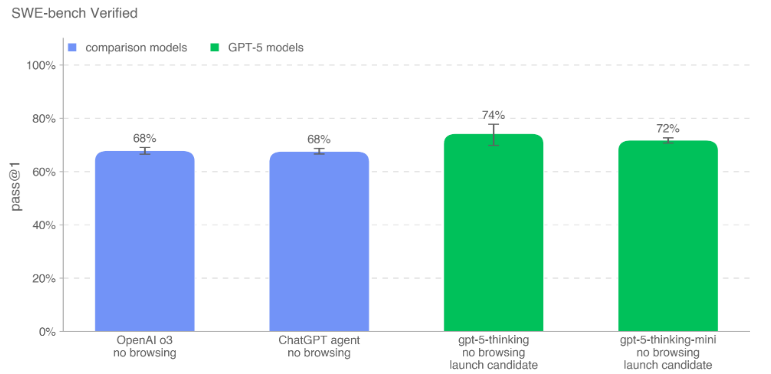 SWE-bench Verified
comparison models
GPT-5 models
100%
80%
60%
40%
20%
0%
pass@1
68%
68%
74%
72%
OpenAI o3
no browsing
ChatGPT agent
no browsing
gpt-5-thinking
no browsing
launch candidate
gpt-5-thinking-mini
no browsing
launch candidate